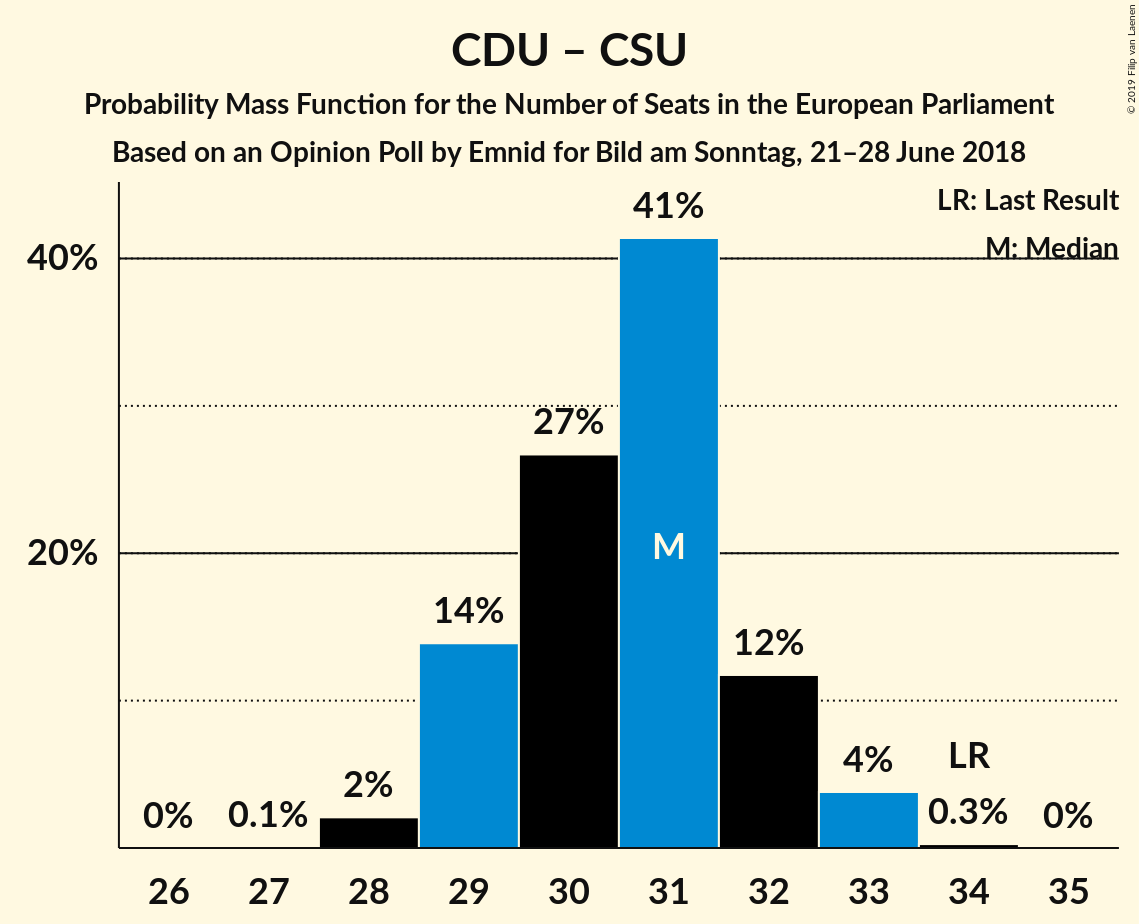 CDU – CSU
Probability Mass Function for the Number of Seats in the European Parliament
Based on an Opinion Poll by Emnid for Bild am Sonntag, 21–28 June 2018
© 2019 Filip van Laenen
LR: Last Result
M: Median
40%
20%
0%
0.1%
2%
14%
27%
41%
M
12%
4%
LR
0.3%
0%
26 27 28 29 30 31 32 33 34 35